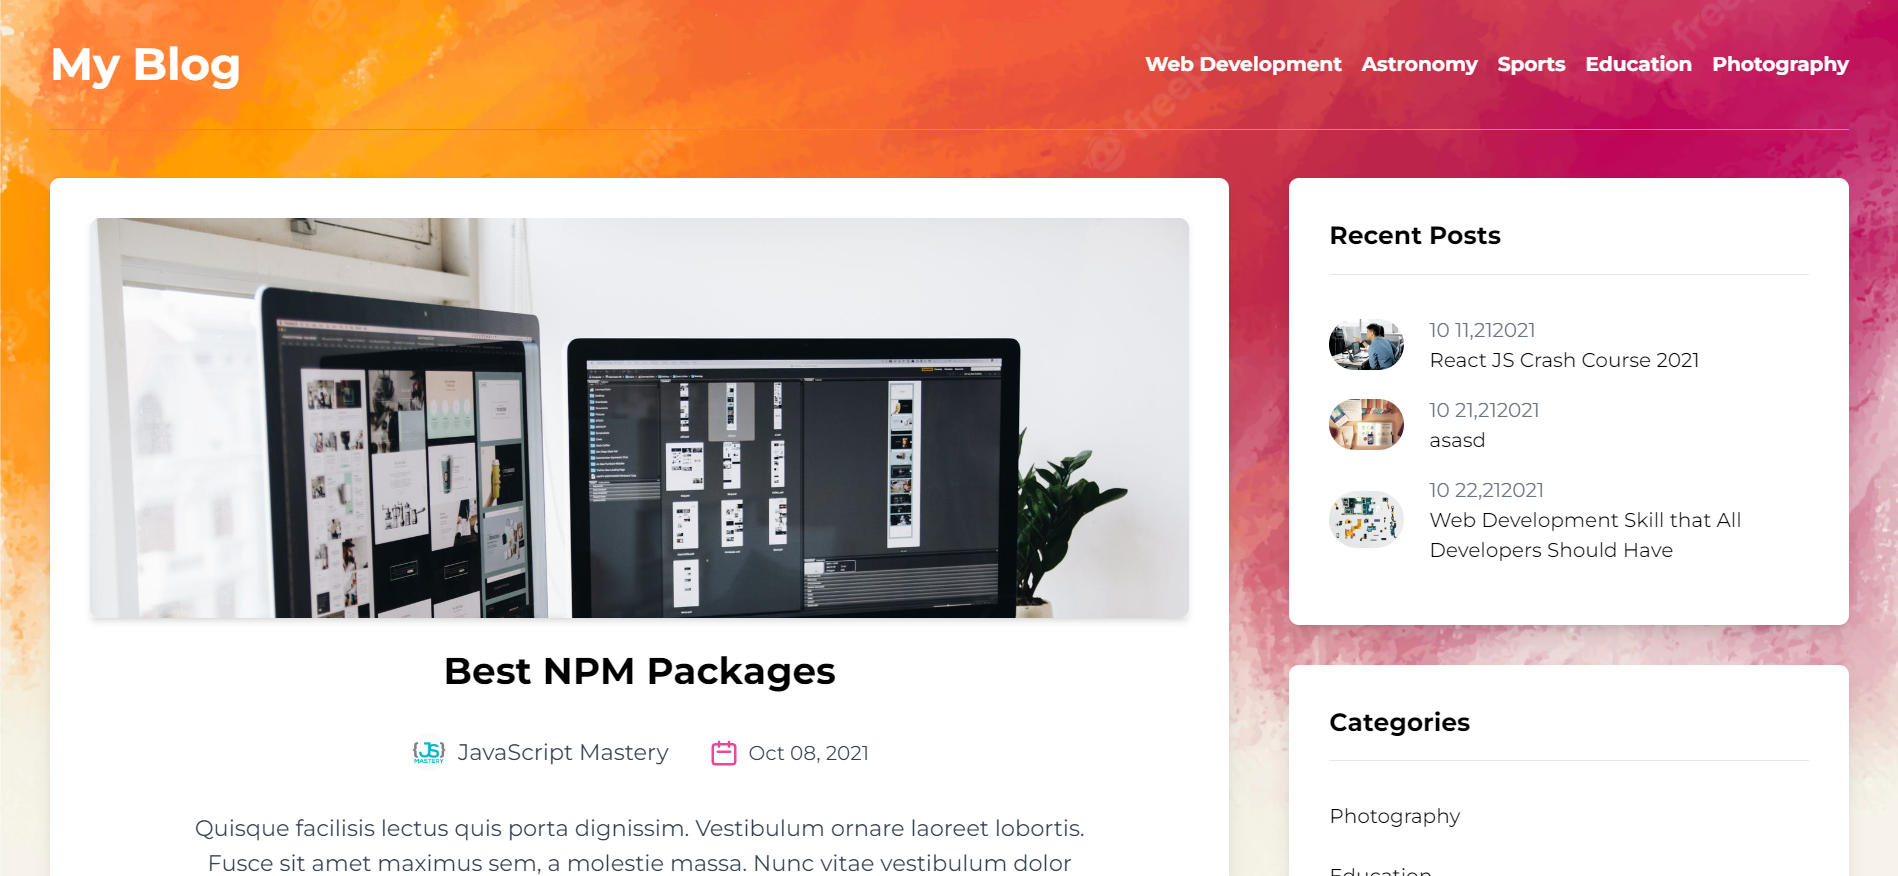 My Blog
Web Development Astronomy Sports Education Photography
freepik
Best NPM Packages
{JS} MASTERY JavaScript Mastery Oct 08, 2021
Quisque facilisis lectus quis porta dignissim. Vestibulum ornare laoreet lobortis.
Fusce sit amet maximus sem, a molestie massa. Nunc vitae vestibulum dolor
Recent Posts
10 11,212021
React JS Crash Course 2021
10 21,212021
asasd
10 22,212021
Web Development Skill that All
Developers Should Have
Categories
Photography
Education